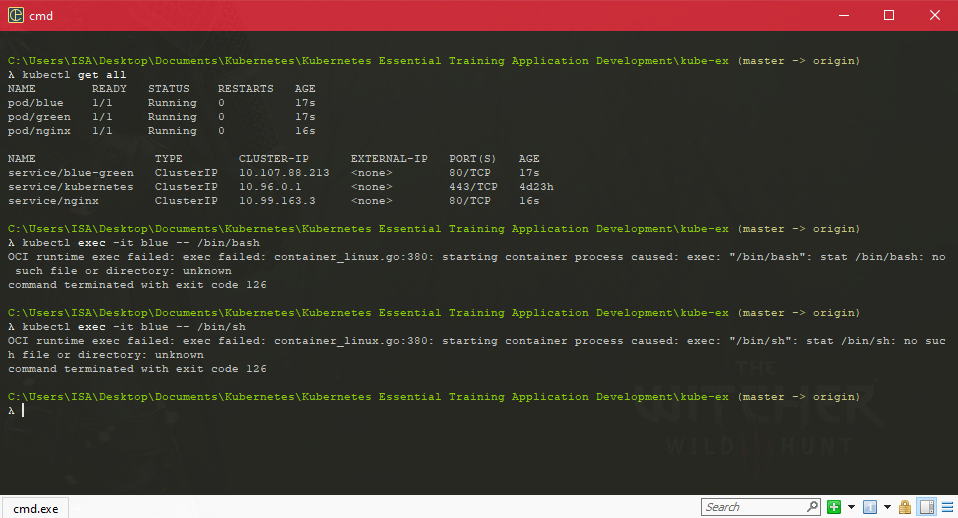 cmd
C:\Users\ISA\Desktop\Documents\Kubernetes\Kubernetes Essential Training Application Development\kube-ex (master -> origin)
λ kubectl get all
NAME        READY   STATUS    RESTARTS   AGE
pod/blue    1/1     Running   0          17s
pod/green   1/1     Running   0          17s
pod/nginx   1/1     Running   0          16s
NAME                 TYPE        CLUSTER-IP      EXTERNAL-IP   PORT(S)   AGE
service/blue-green   ClusterIP   10.107.88.213   <none>        80/TCP    17s
service/kubernetes   ClusterIP   10.96.0.1       <none>        443/TCP   4d23h
service/nginx        ClusterIP   10.99.163.3     <none>        80/TCP    16s
C:\Users\ISA\Desktop\Documents\Kubernetes\Kubernetes Essential Training Application Development\kube-ex (master -> origin)
λ kubectl exec -it blue -- /bin/bash
OCI runtime exec failed: exec failed: container_linux.go:380: starting container process caused: exec: "/bin/bash": stat /bin/bash: no
 such file or directory: unknown
command terminated with exit code 126
C:\Users\ISA\Desktop\Documents\Kubernetes\Kubernetes Essential Training Application Development\kube-ex (master -> origin)
λ kubectl exec -it blue -- /bin/sh
OCI runtime exec failed: exec failed: container_linux.go:380: starting container process caused: exec: "/bin/sh": stat /bin/sh: no suc
h file or directory: unknown
command terminated with exit code 126
C:\Users\ISA\Desktop\Documents\Kubernetes\Kubernetes Essential Training Application Development\kube-ex (master -> origin)
λ
THE
WITCHER
WILD HUNT
cmd.exe
Search